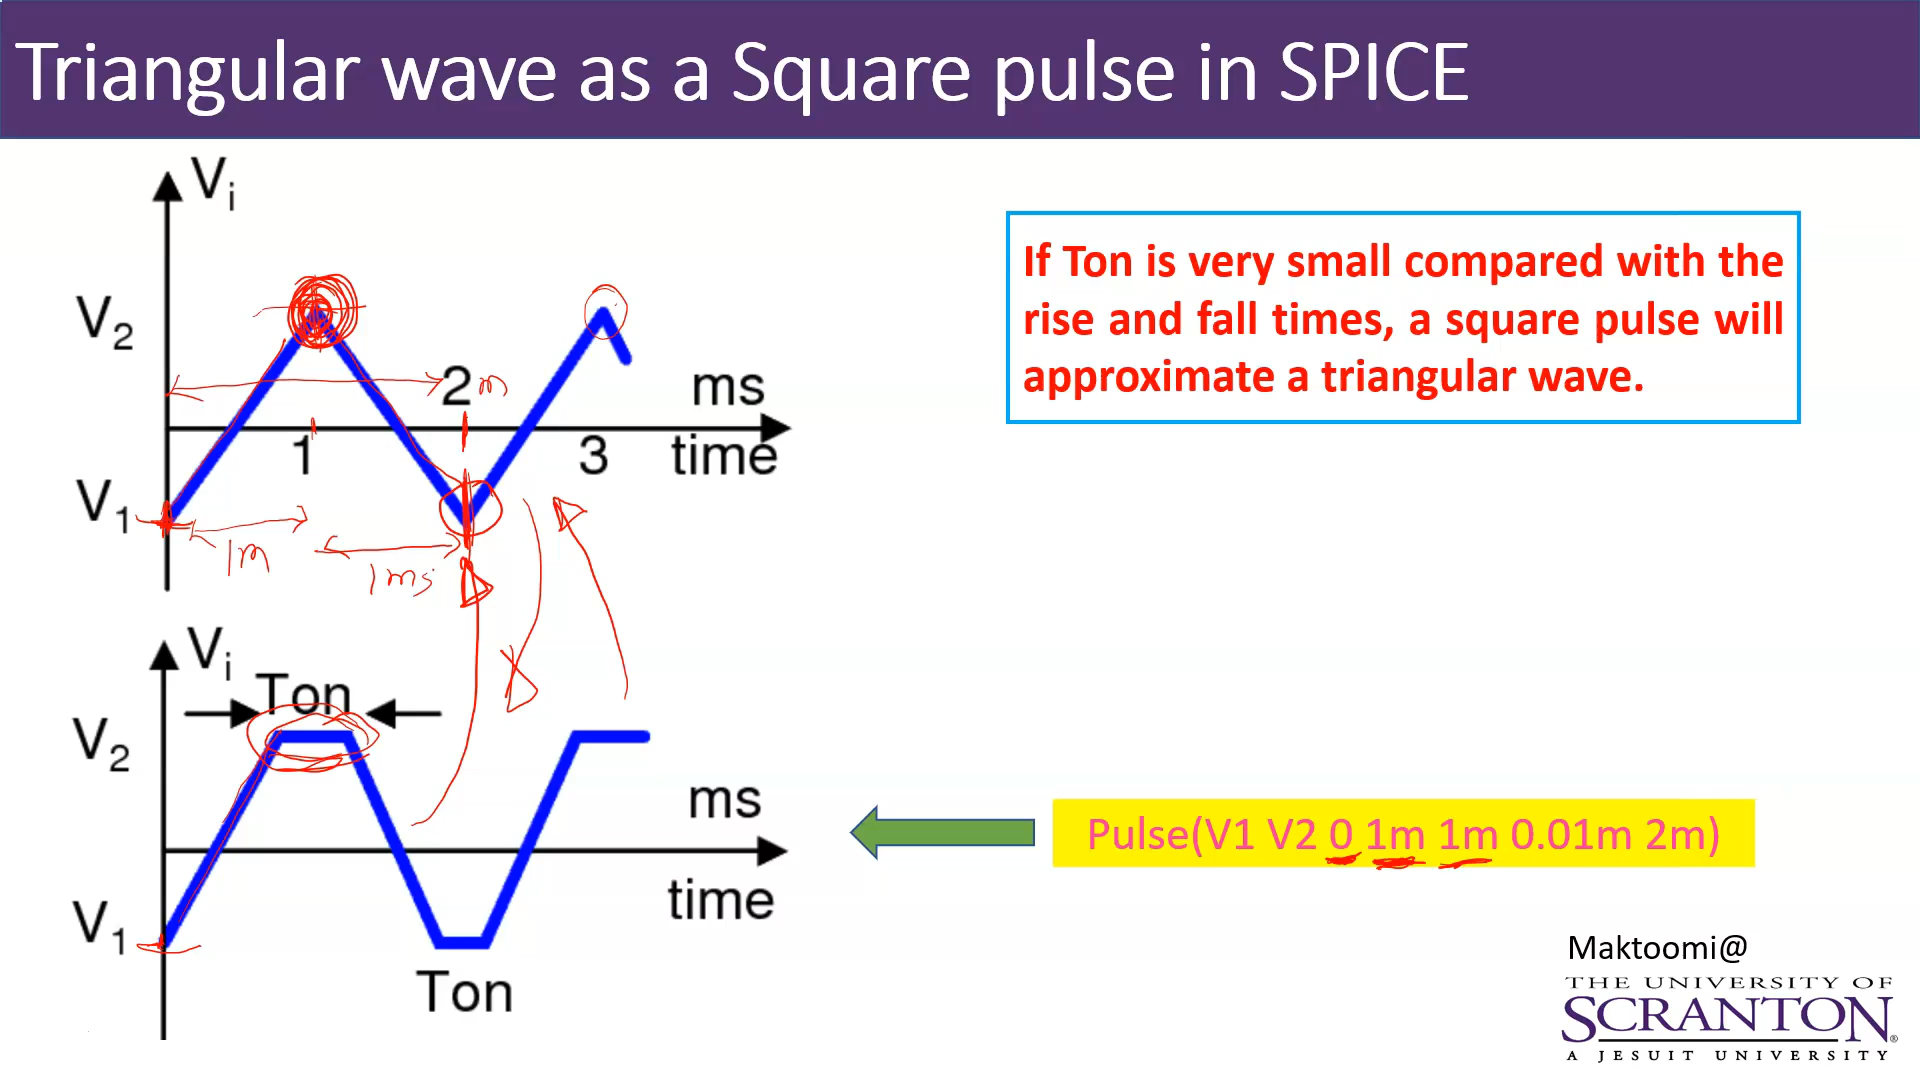 Triangular wave as a Square pulse in SPICE
Vi
V2
2 m
ms
1
3
time
V1
1m
1ms
If Ton is very small compared with the
rise and fall times, a square pulse will
approximate a triangular wave.
Vi
Ton
V2
ms
time
V1
Ton
Pulse(V1 V2 0 1m 1m 0.01m 2m)
Maktoomi@
THE UNIVERSITY OF
SCRANTON®
A JESUIT UNIVERSITY